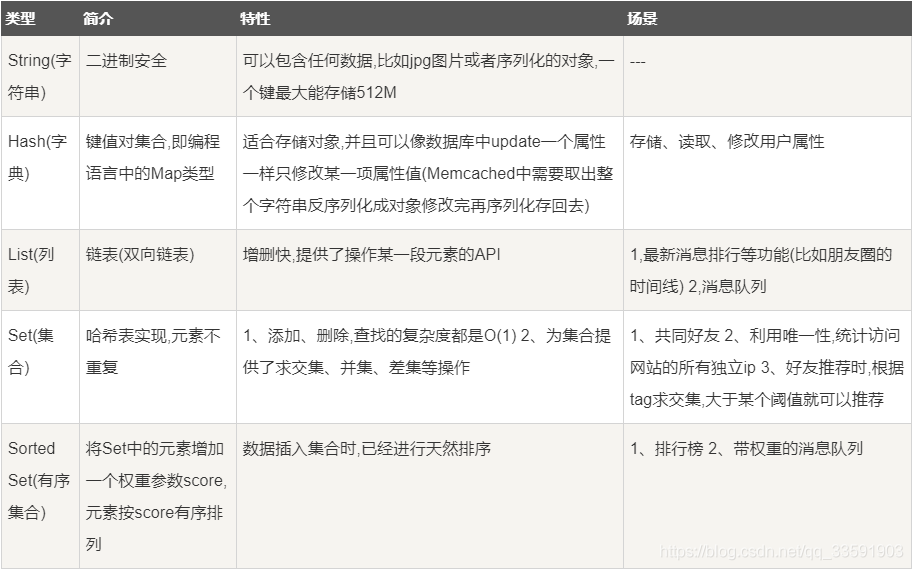 类型 简介 特性 场景
String(字
符串)
二进制安全
可以包含任何数据,比如jpg图片或者序列化的对象,一
个键最大能存储512M
---
Hash(字
典)
键值对集合,即编程
语言中的Map类型
适合存储对象,并且可以像数据库中update一个属性
一样只修改某一项属性值(Memcached中需要取出整
个字符串反序列化成对象修改完再序列化存回去)
存储、读取、修改用户属性
List(列
表)
链表(双向链表)
增删快,提供了操作某一段元素的API
1,最新消息排行等功能(比如朋友圈的
时间线) 2,消息队列
Set(集
合)
哈希表实现,元素不
重复
1、添加、删除,查找的复杂度都是O(1) 2、为集合提
供了求交集、并集、差集等操作
1、共同好友 2、利用唯一性,统计访问
网站的所有独立ip 3、好友推荐时,根据
tag求交集,大于某个阈值就可以推荐
Sorted
Set(有序
集合)
将Set中的元素增加
一个权重参数score,
元素按score有序排
列
数据插入集合时,已经进行天然排序
1、排行榜 2、带权重的消息队列
https://blog.csdn.net/qq_33591903